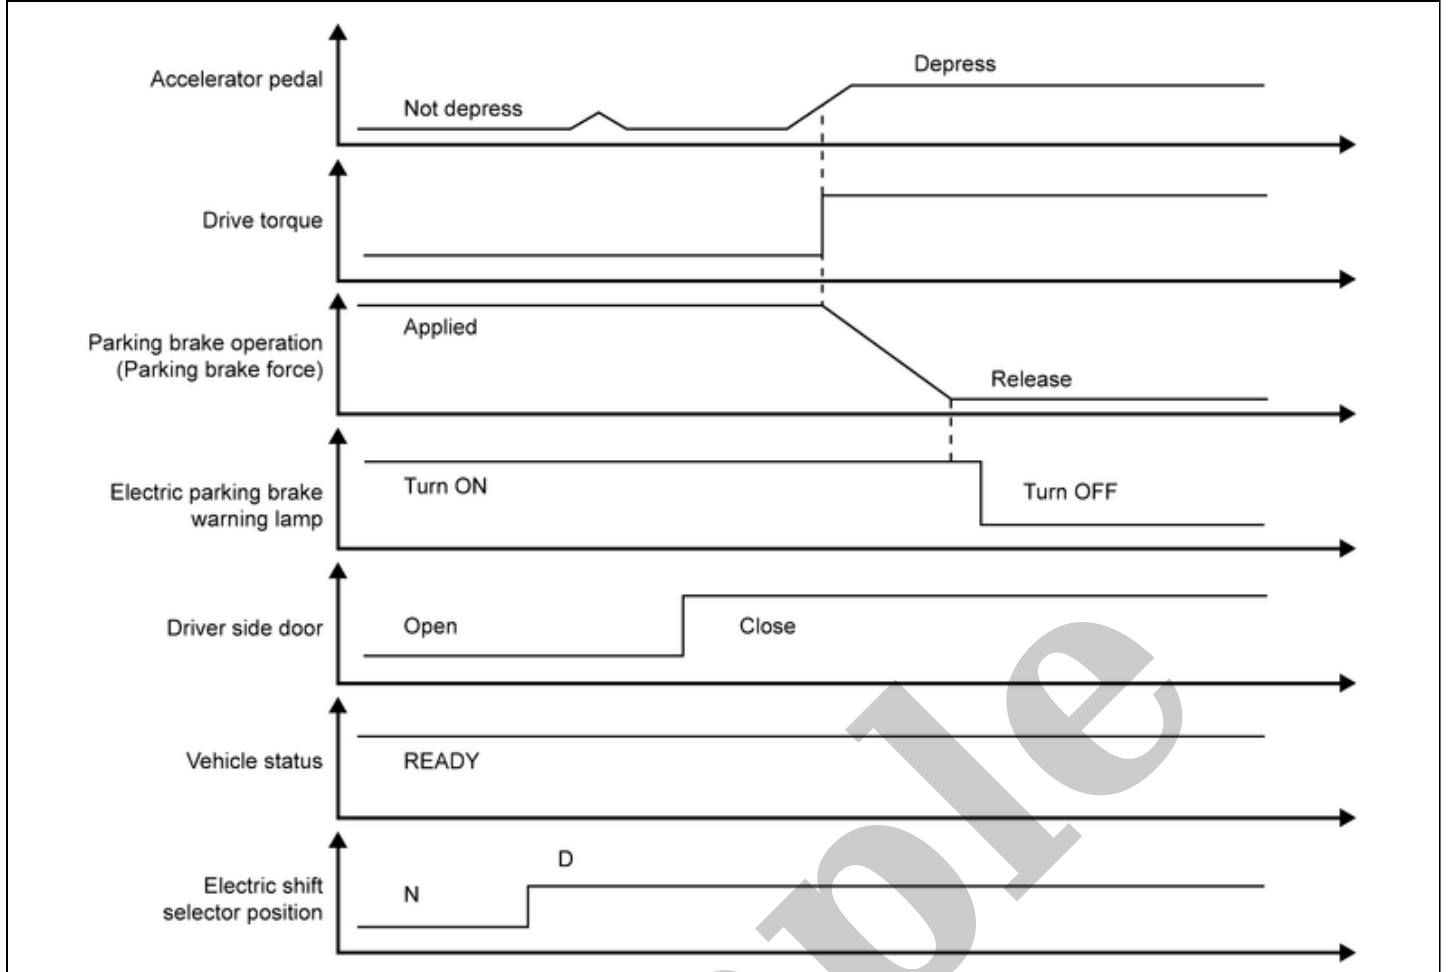 Depress
Accelerator pedal
Not depress
Drive torque
Applied
Parking brake operation
(Parking brake force)
Release
Turn ON
Electric parking brake
Turn OFF
warning lamp
Driver side door
Open
Close
Vehicle status
READY
D
Electric shift
N
selector position
ple